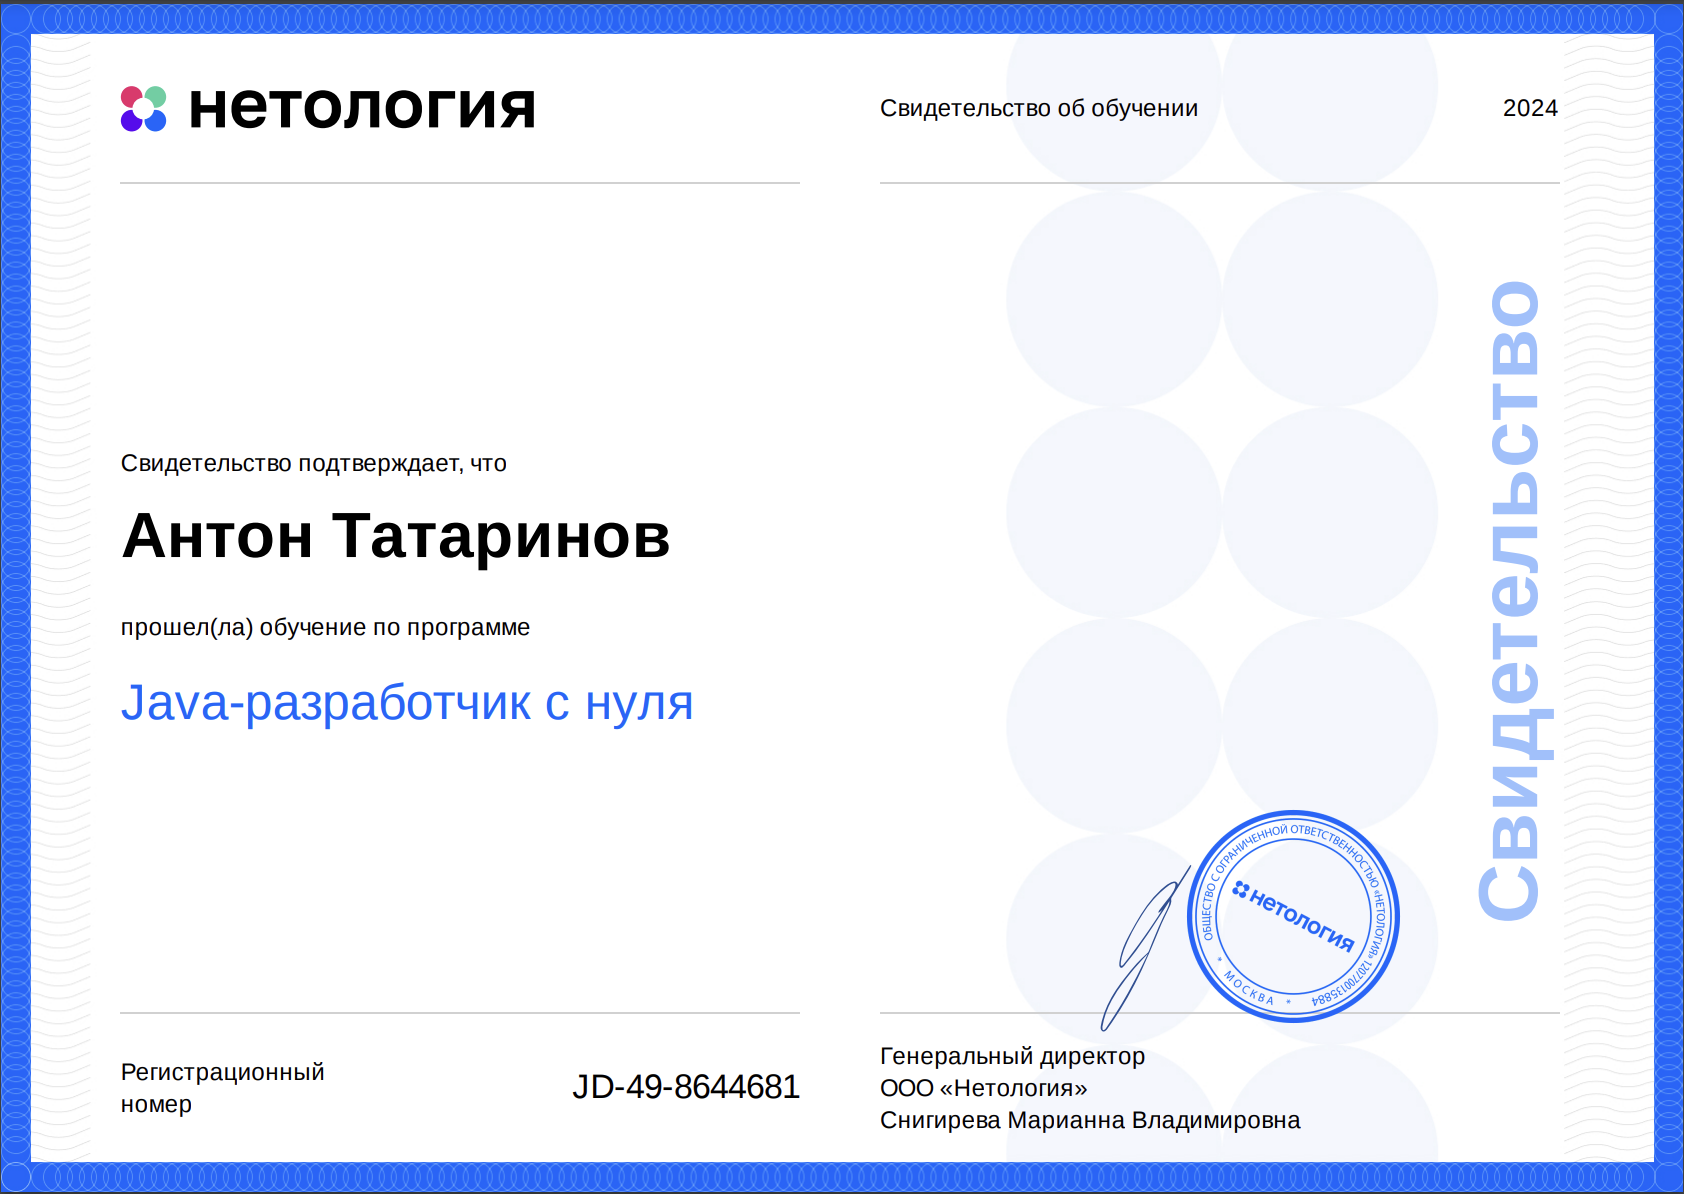 нетология
Свидетельство об обучении
2024
Свидетельство подтверждает, что
Антон Татаринов
прошел(ла) обучение по программе
Java-разработчик с нуля
Свидетельство
ОБЩЕСТВО С ОГРАНИЧЕННОЙ ОТВЕТСТВЕННОСТЬЮ «НЕТОЛОГИЯ» 1207700135884
* МОСКВА *
нетология
Регистрационный
номер
JD-49-8644681
Генеральный директор
ООО «Нетология»
Снигирева Марианна Владимировна